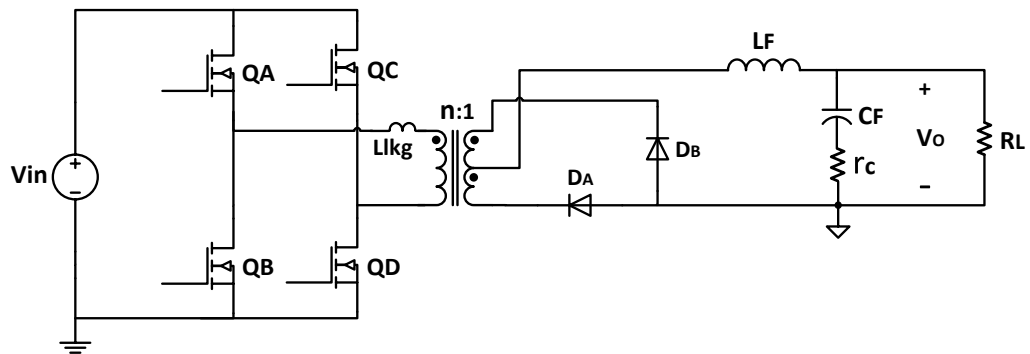 LF
QA
QC
n:1
+
CF
Llkg
VO
RL
Vin
+
–
DB
rc
DA
–
QB
QD